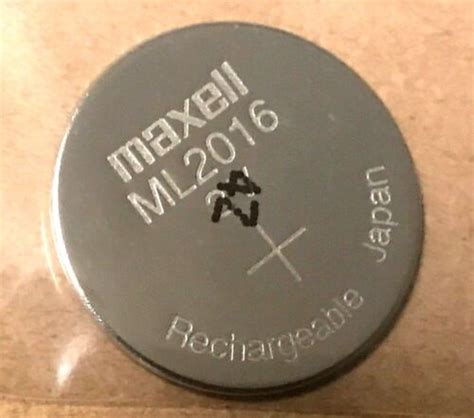 maxell
ML2016
+
Rechargeable Japan